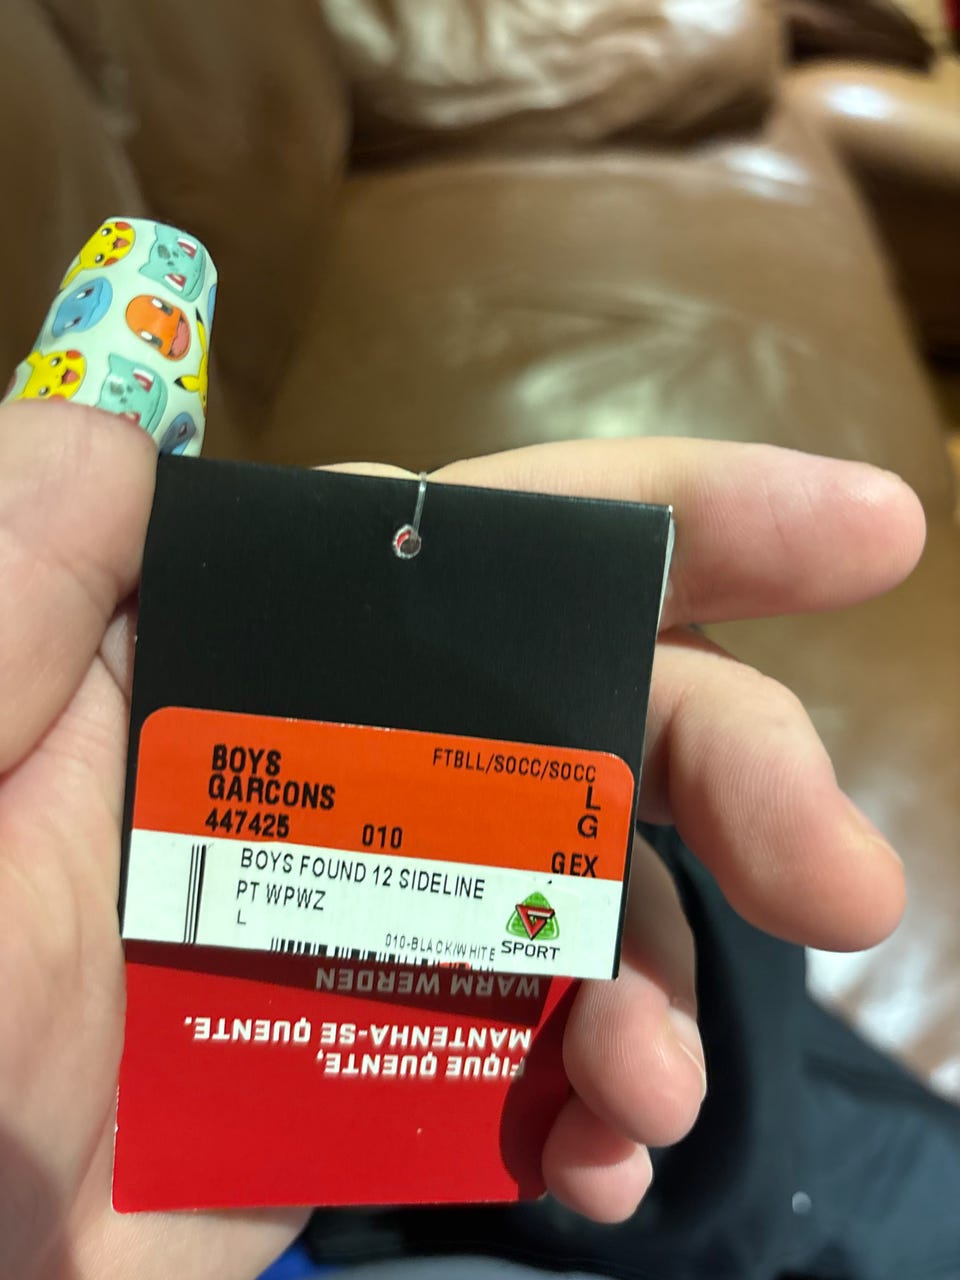 BOYS
GARCONS
447425 010
FTBLL/SOCC/SOCC
L
G
GEX
BOYS FOUND 12 SIDELINE
PT WPWZ
L
010-BLACK/WHITE
SPORT
FIQUE QUENTE,
MANTENHA-SE QUENTE.
WARM WERDEN